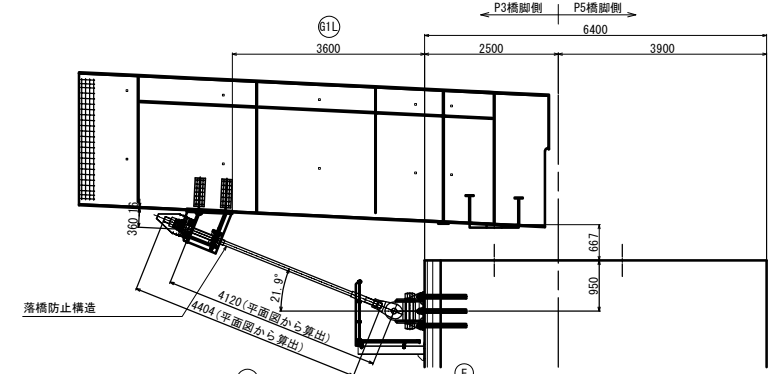 P3橋脚側 P5橋脚側
G1L
6400
3600 2500 3900
360.16
667
950
21.9°
4120(平面図から算出)
4404(平面図から算出)
落橋防止構造
F